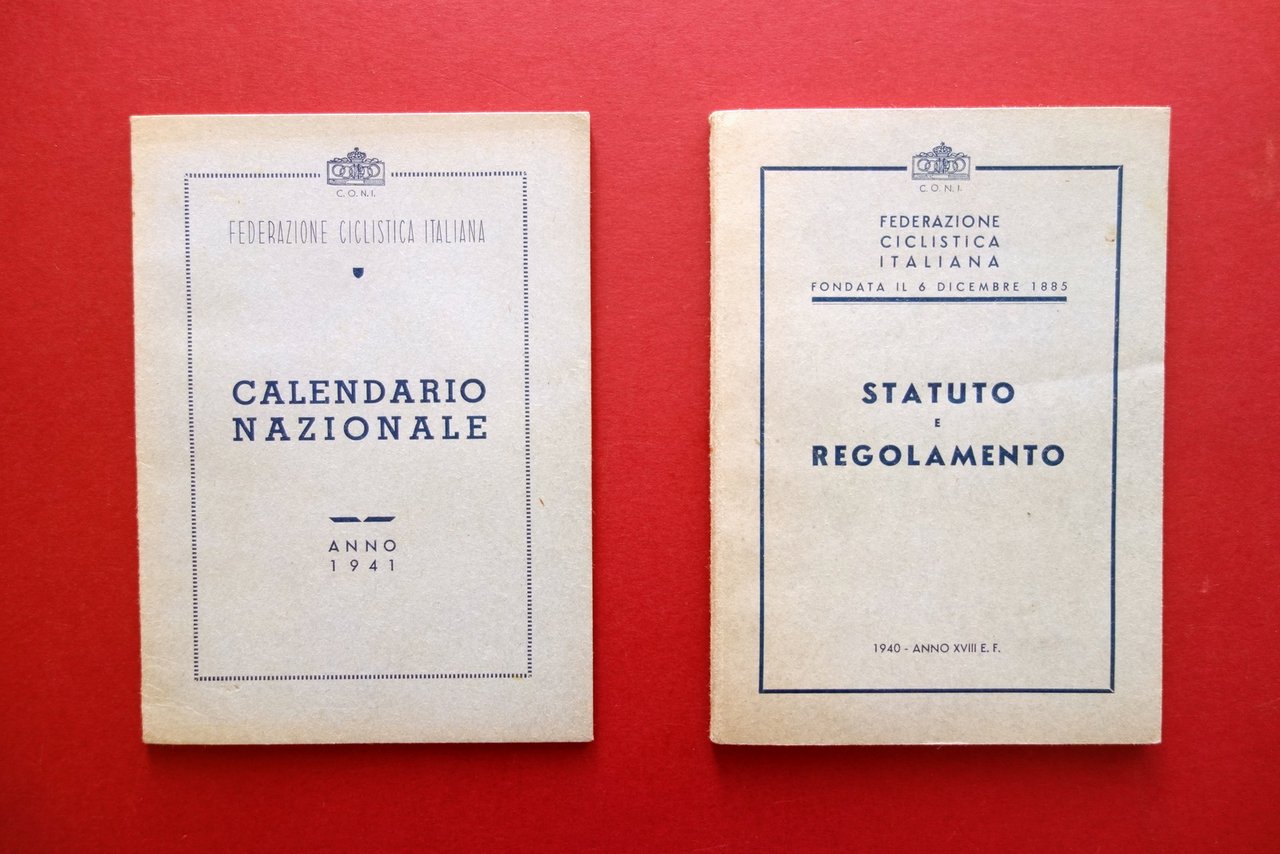 C.O.N.I.
FEDERAZIONE CICLISTICA ITALIANA
CALENDARIO
NAZIONALE
ANNO
1941
C.O.N.I.
FEDERAZIONE
CICLISTICA
ITALIANA
FONDATA IL 6 DICEMBRE 1885
STATUTO
E
REGOLAMENTO
1940 - ANNO XVIII E. F.